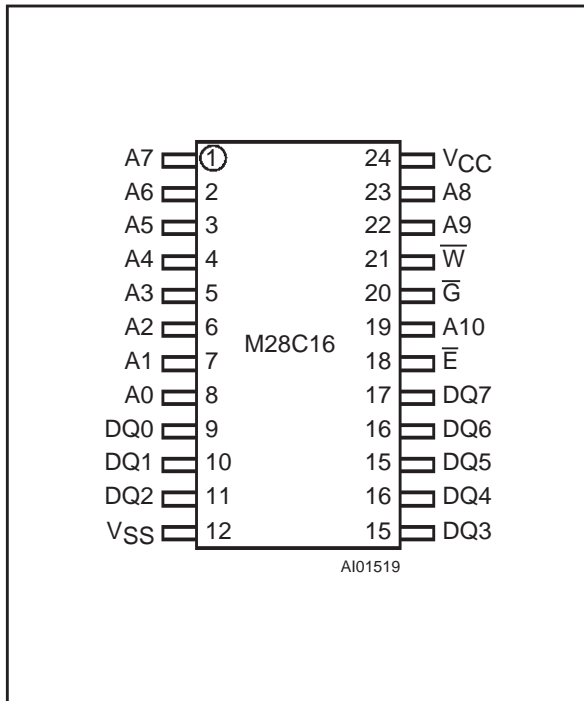 A7 1 24 VCC
A6 2 23 A8
A5 3 22 A9
A4 4 21 W̅
A3 5 20 G̅
A2 6 19 A10
M28C16
A1 7 18 E̅
A0 8 17 DQ7
DQ0 9 16 DQ6
DQ1 10 15 DQ5
DQ2 11 16 DQ4
VSS 12 15 DQ3
AI01519